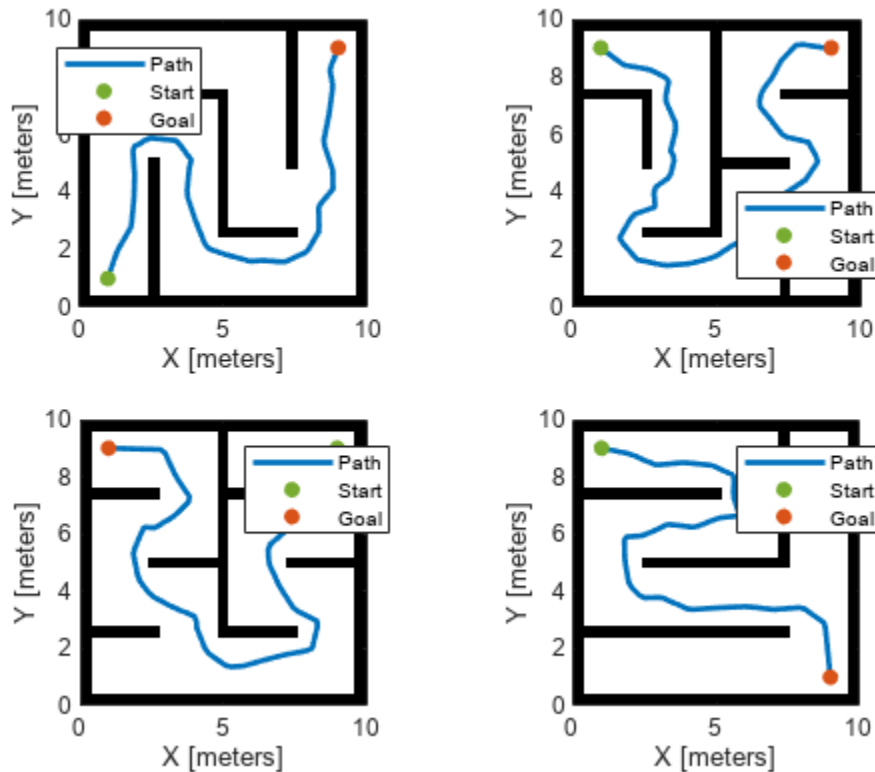 10
Path
Start
Goal
6
4
2
0
0 5 10
X [meters]
Y [meters]
10
8
6
4
2
0
0 5 10
X [meters]
Y [meters]
Path
Start
Goal
10
8
6
4
2
0
0 5 10
X [meters]
Y [meters]
Path
Start
Goal
10
8
6
4
2
0
0 5 10
X [meters]
Y [meters]
Path
Start
Goal